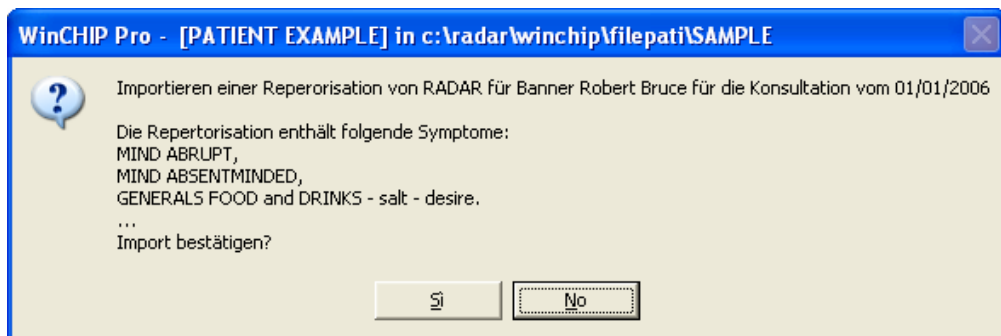 WinCHIP Pro - [PATIENT EXAMPLE] in c:\radar\winchip\filepati\SAMPLE
Importieren einer Reperorisation von RADAR für Banner Robert Bruce für die Konsultation vom 01/01/2006
Die Repertorisation enthält folgende Symptome:
MIND ABRUPT,
MIND ABSENTMINDED,
GENERALS FOOD and DRINKS - salt - desire.
...
Import bestätigen?
Sì No